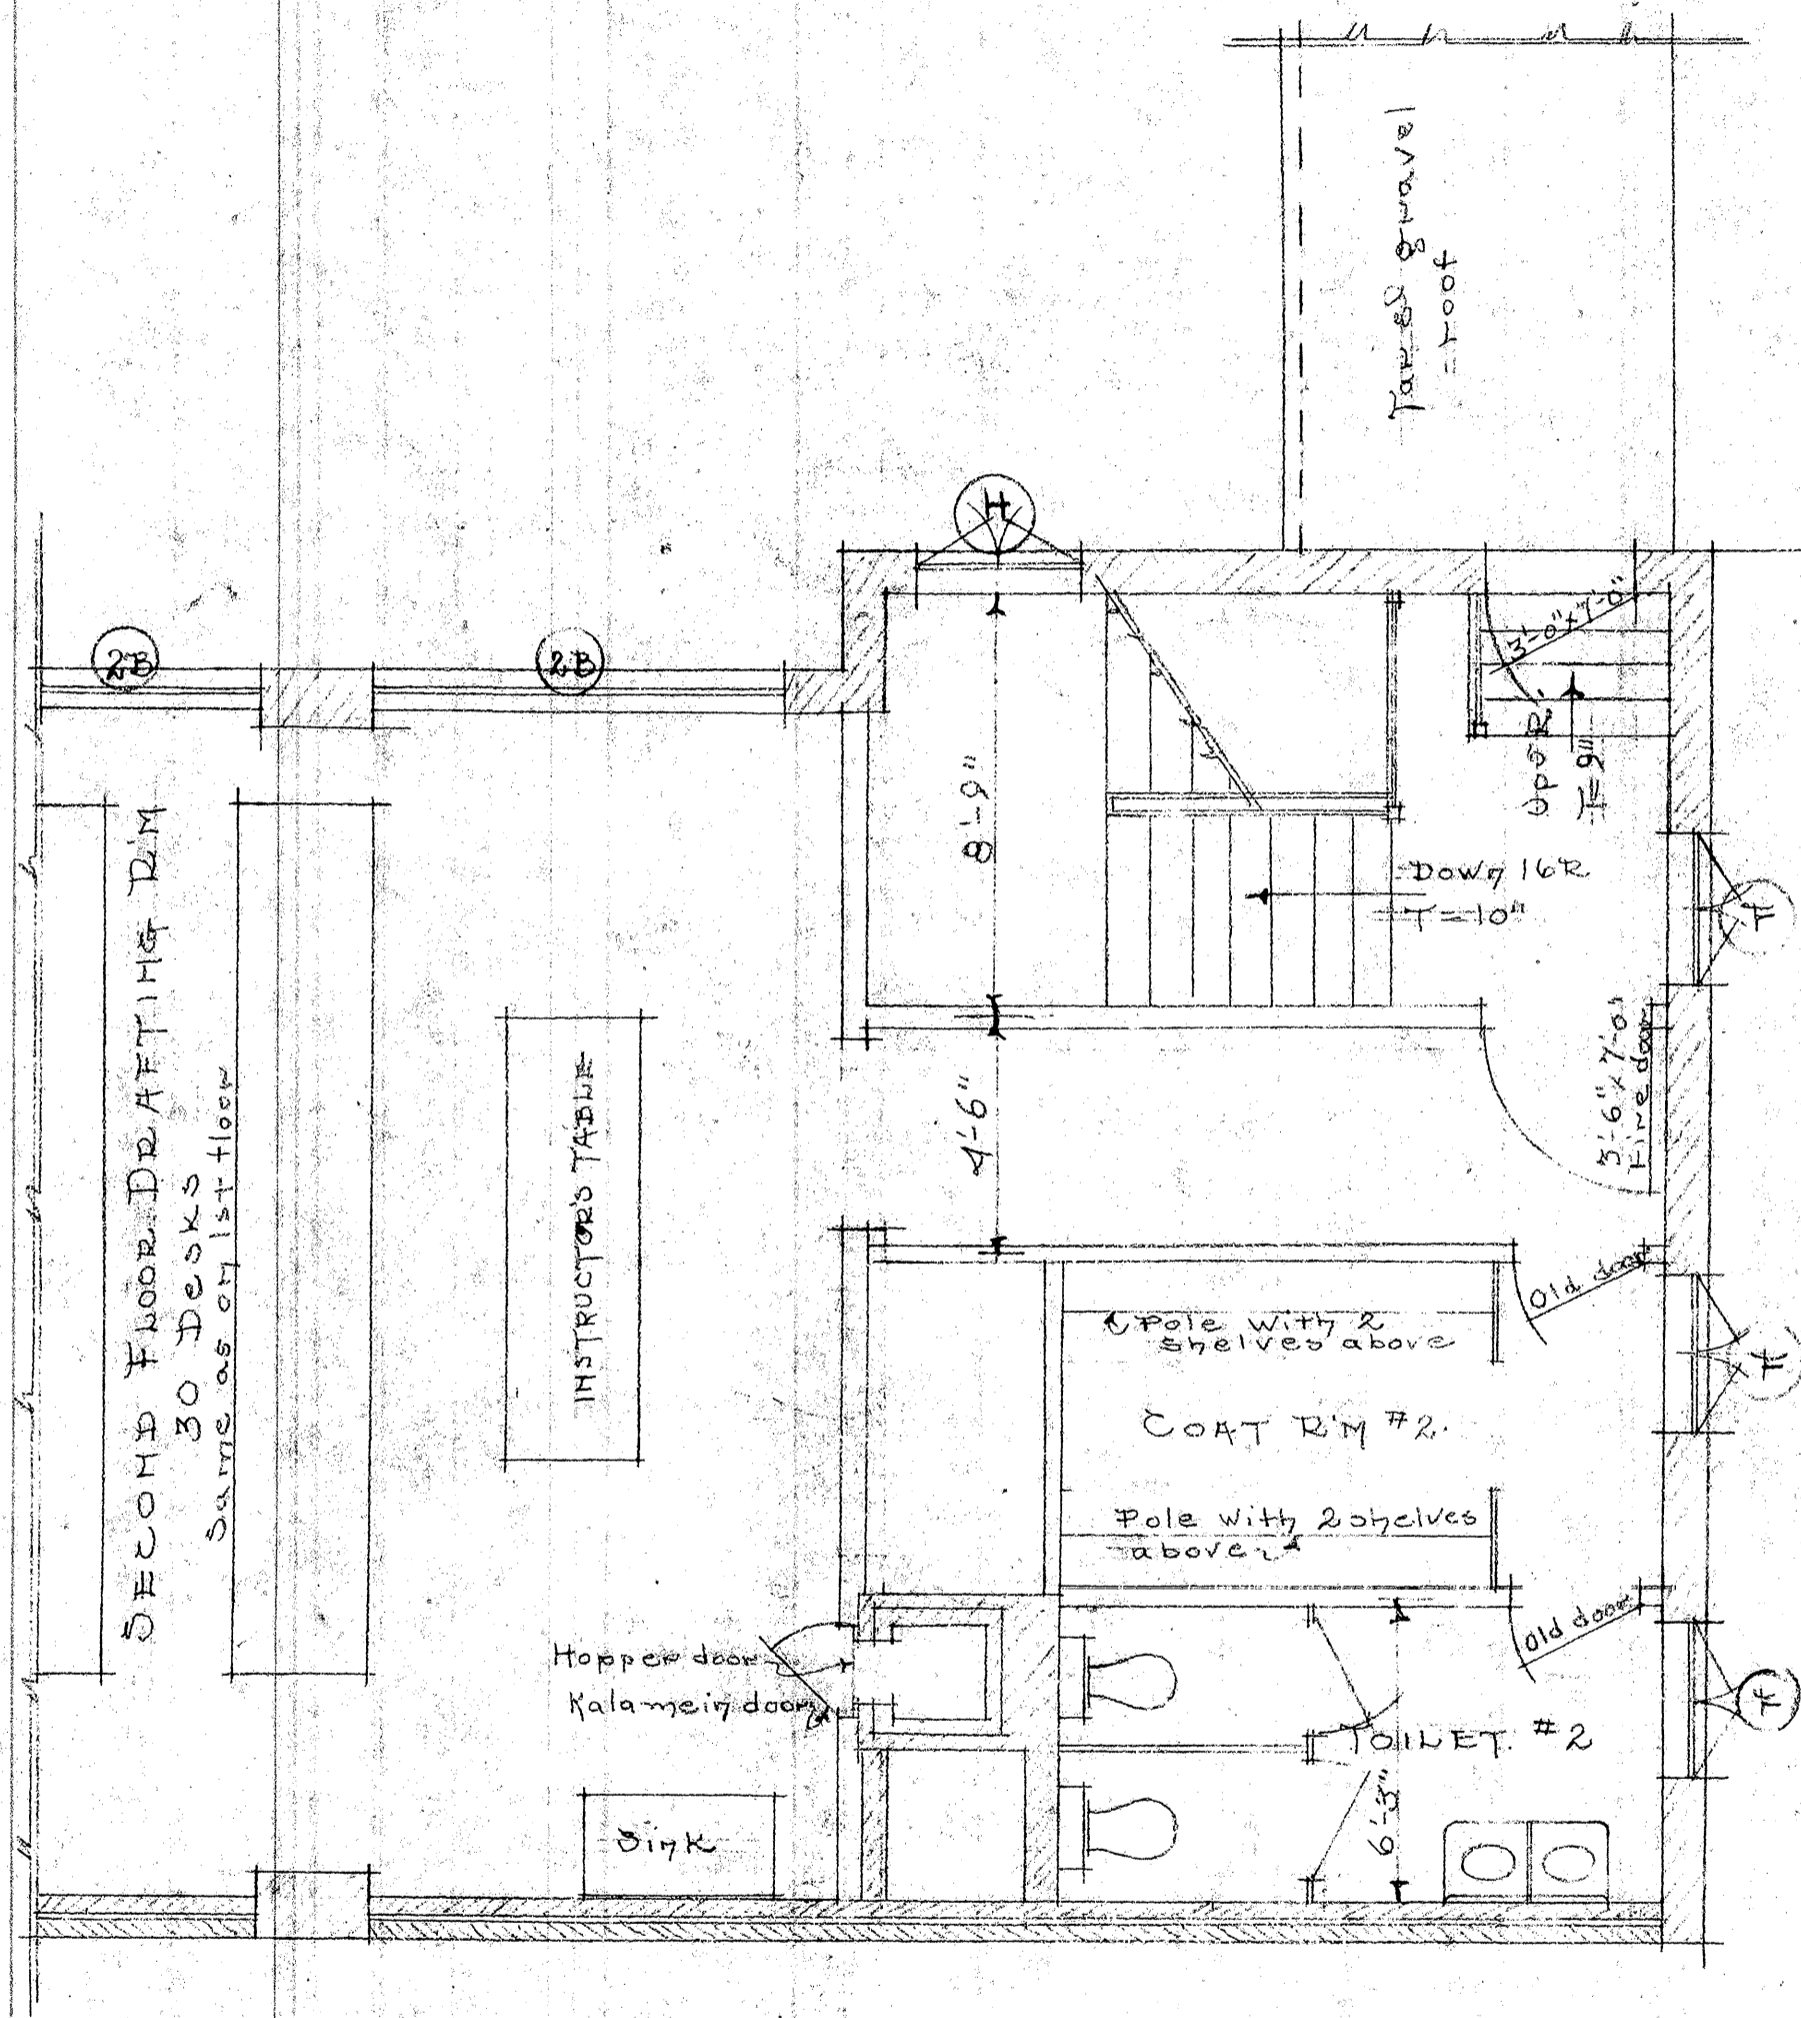 Tar & gravel
roof
H
2B
2B
3'-0" x 7'-0"
Up 5 R.
T=9"
8'-9"
Down 16R
T=10"
SECOND FLOOR DRAFTING R'M
30 Desks
Same as on 1st floor
INSTRUCTOR'S TABLE
4'-6"
3'-6" x 7'-0"
Fire door
Old door
Pole with 2
shelves above
COAT R'M #2.
Pole with 2 shelves
above
Old door
Hopper door
Kalamein door
TOILET. #2
6'-3"
Sink